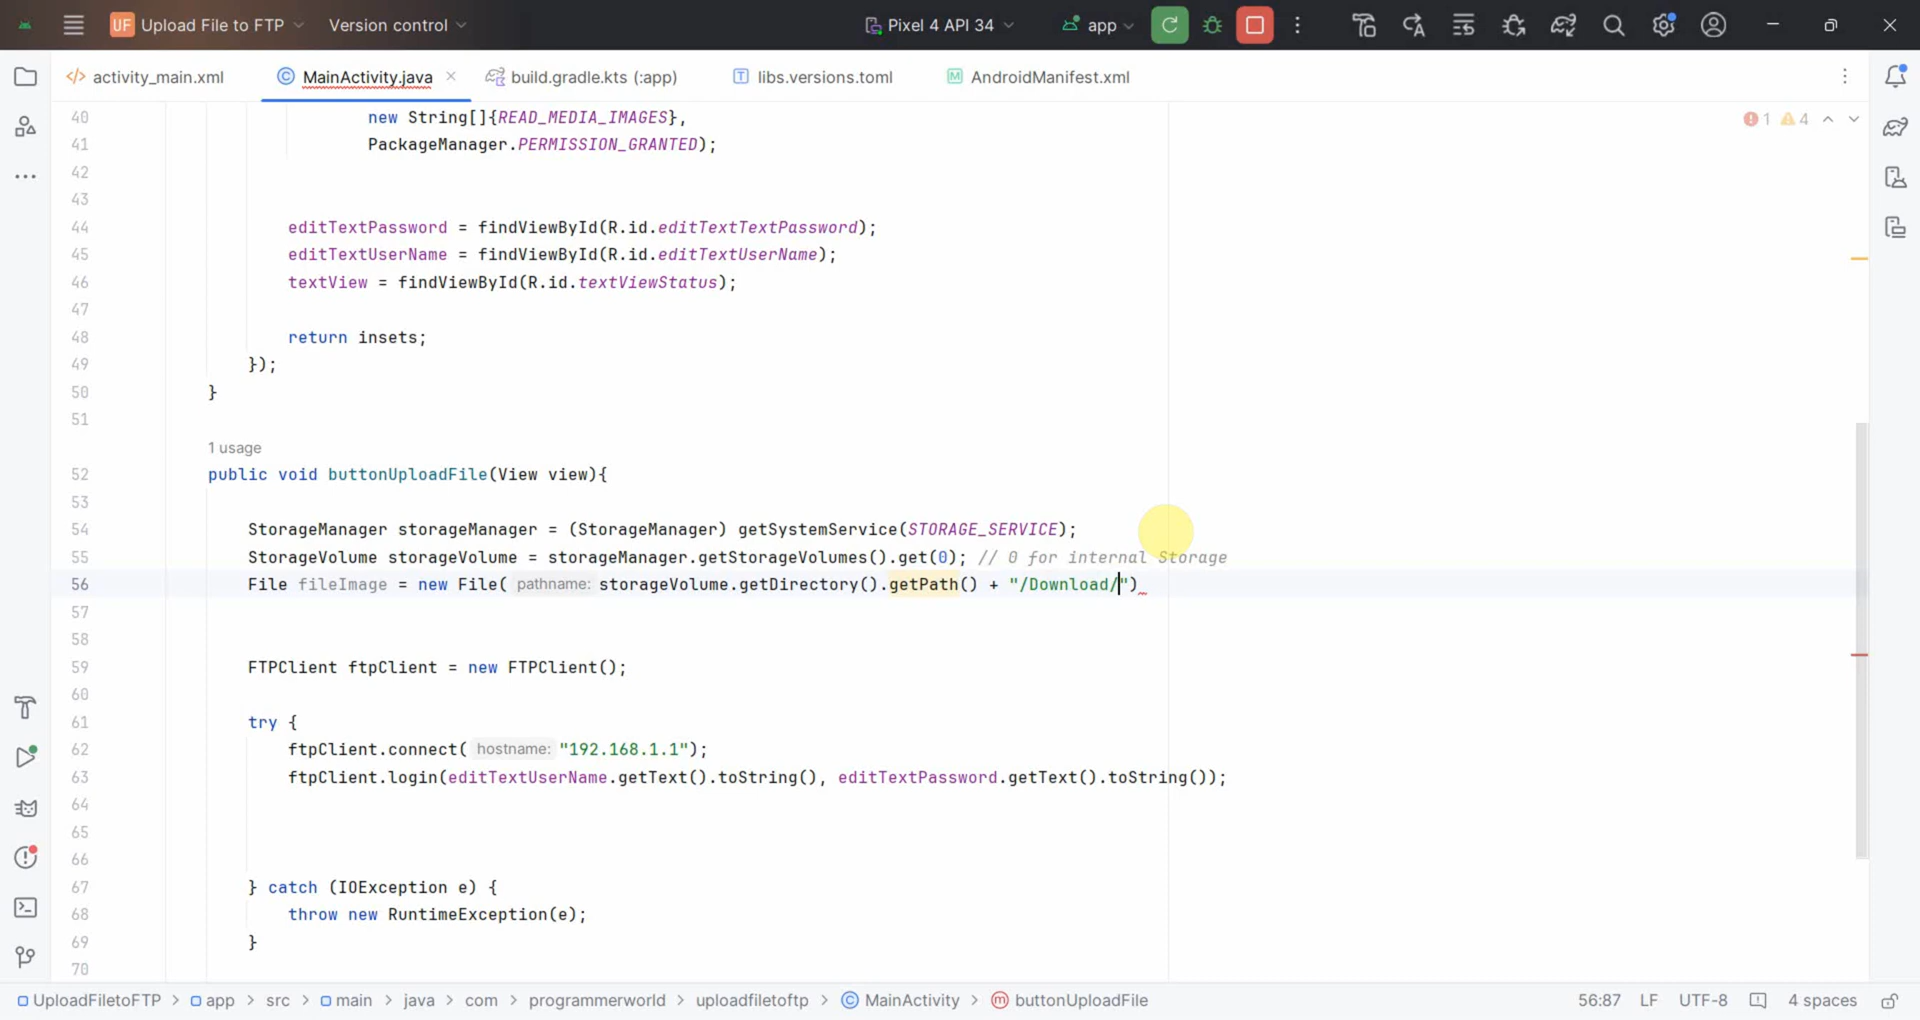 UF Upload File to FTP Version control Pixel 4 API 34 app
activity_main.xml MainActivity.java build.gradle.kts (:app) libs.versions.toml AndroidManifest.xml
40 new String[]{READ_MEDIA_IMAGES}, 1 4
41 PackageManager.PERMISSION_GRANTED);
42
43
44 editTextPassword = findViewById(R.id.editTextTextPassword);
45 editTextUserName = findViewById(R.id.editTextUserName);
46 textView = findViewById(R.id.textViewStatus);
47
48 return insets;
49 });
50 }
51
1 usage
52 public void buttonUploadFile(View view){
53
54 StorageManager storageManager = (StorageManager) getSystemService(STORAGE_SERVICE);
55 StorageVolume storageVolume = storageManager.getStorageVolumes().get(0); // 0 for internal Storage
56 File fileImage = new File( pathname: storageVolume.getDirectory().getPath() + "/Download/")
57
58
59 FTPClient ftpClient = new FTPClient();
60
61 try {
62 ftpClient.connect( hostname: "192.168.1.1");
63 ftpClient.login(editTextUserName.getText().toString(), editTextPassword.getText().toString());
64
65
66
67 } catch (IOException e) {
68 throw new RuntimeException(e);
69 }
70
UploadFiletoFTP > app > src > main > java > com > programmerworld > uploadfiletoftp > MainActivity > buttonUploadFile 56:87 LF UTF-8 4 spaces